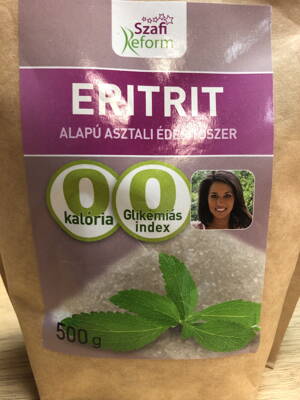 Szafi
Reform
ERITRIT
ALAPÚ ASZTALI ÉDESÍTŐSZER
0
kalória
0
Glikémiás
index
500 g